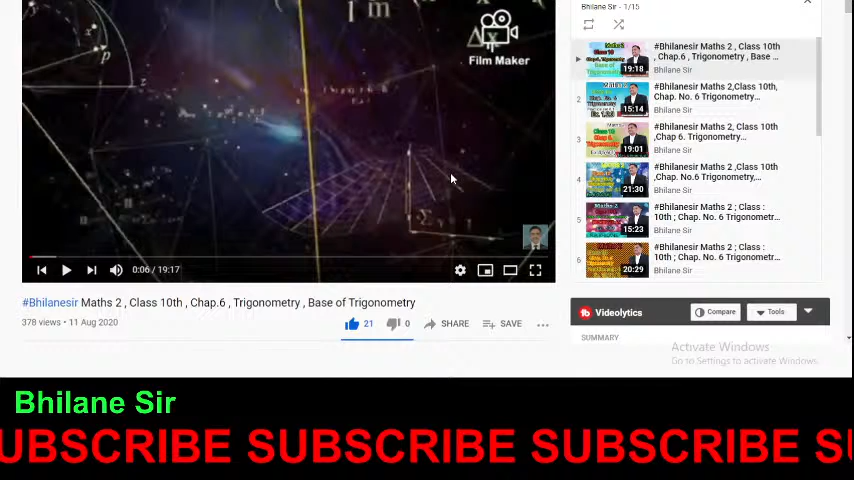 Film Maker
0:06 / 19:17
#Bhilanesir Maths 2 , Class 10th , Chap.6 , Trigonometry , Base of Trigonometry
378 views • 11 Aug 2020
21
0
SHARE
SAVE
Bhilane Sir - 1/15
#Bhilanesir Maths 2 , Class 10th
, Chap.6 , Trigonometry , Base ...
Bhilane Sir
19:18
2
#Bhilanesir Maths 2,Class 10th,
Chap. No. 6 Trigonometry...
Bhilane Sir
15:14
3
#Bhilanesir Maths 2, Class 10th
,Chap 6. Trigonometry...
Bhilane Sir
19:01
4
#Bhilanesir Maths 2 ,Class 10th
,Chap. No.6 Trigonometry,...
Bhilane Sir
21:30
5
#Bhilanesir Maths 2 ; Class :
10th ; Chap. No. 6 Trigonometr...
Bhilane Sir
15:23
6
#Bhilanesir Maths 2 ; Class :
10th ; Chap. No. 6 Trigonometr...
Bhilane Sir
20:29
Videolytics
Compare
Tools
SUMMARY
Activate Windows
Go to Settings to activate Windows.
Bhilane Sir
UBSCRIBE SUBSCRIBE SUBSCRIBE SU